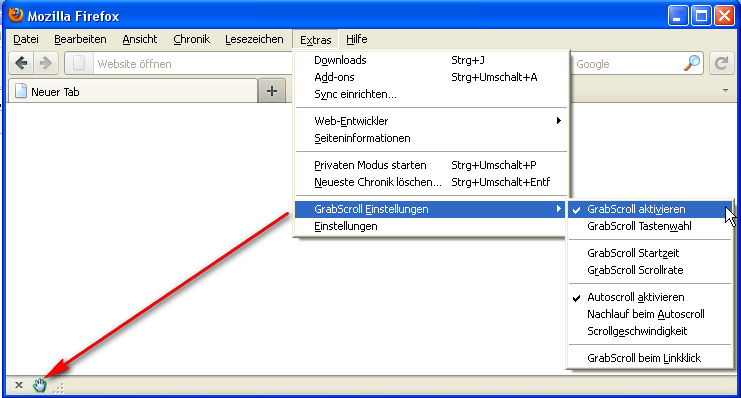 Mozilla Firefox
Datei Bearbeiten Ansicht Chronik Lesezeichen Extras Hilfe
Website öffnen
Google
Neuer Tab
Downloads Strg+J
Add-ons Strg+Umschalt+A
Sync einrichten...
Web-Entwickler
Seiteninformationen
Privaten Modus starten Strg+Umschalt+P
Neueste Chronik löschen... Strg+Umschalt+Entf
GrabScroll Einstellungen
Einstellungen
GrabScroll aktivieren
GrabScroll Tastenwahl
GrabScroll Startzeit
GrabScroll Scrollrate
Autoscroll aktivieren
Nachlauf beim Autoscroll
Scrollgeschwindigkeit
GrabScroll beim Linkklick